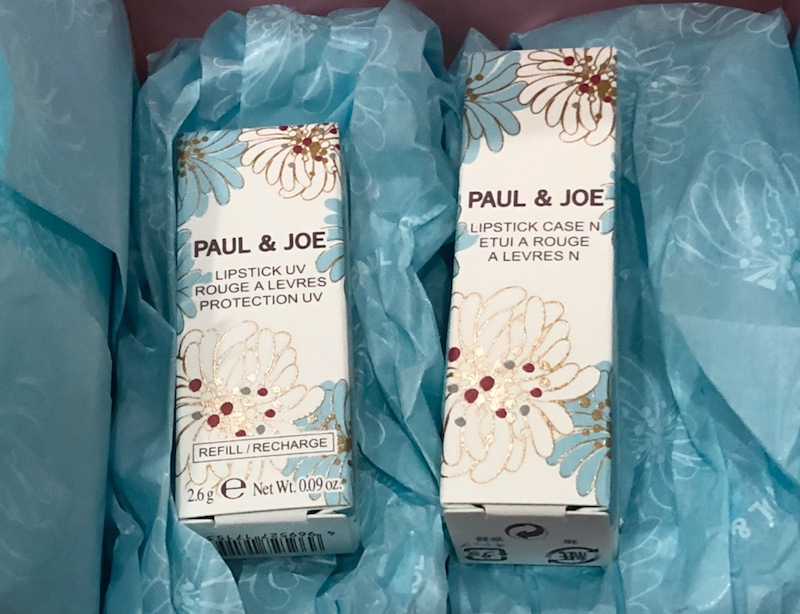 PAUL & JOE
LIPSTICK UV
ROUGE A LEVRES
PROTECTION UV
REFILL/RECHARGE
2.6 g e Net Wt. 0.09 oz.
PAUL & JOE
LIPSTICK CASE N
ETUI A ROUGE
A LEVRES N